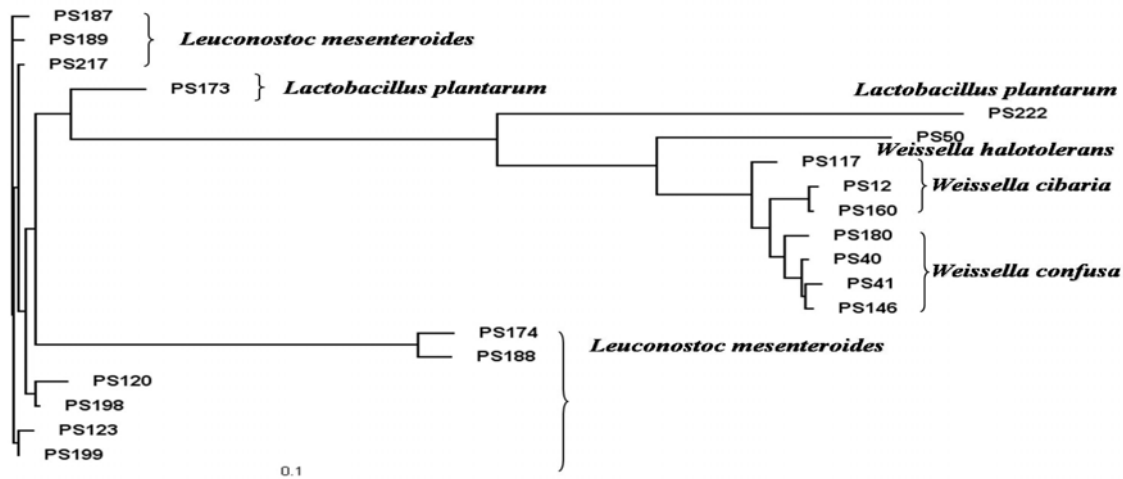 PS187
PS189
Leuconostoc mesenteroides
PS217
PS173
Lactobacillus plantarum
Lactobacillus plantarum
PS222
PS50
Weissella halotolerans
PS117
PS12
Weissella cibaria
PS160
PS180
PS40
Weissella confusa
PS41
PS146
PS174
Leuconostoc mesenteroides
PS188
PS120
PS198
PS123
PS199
0.1